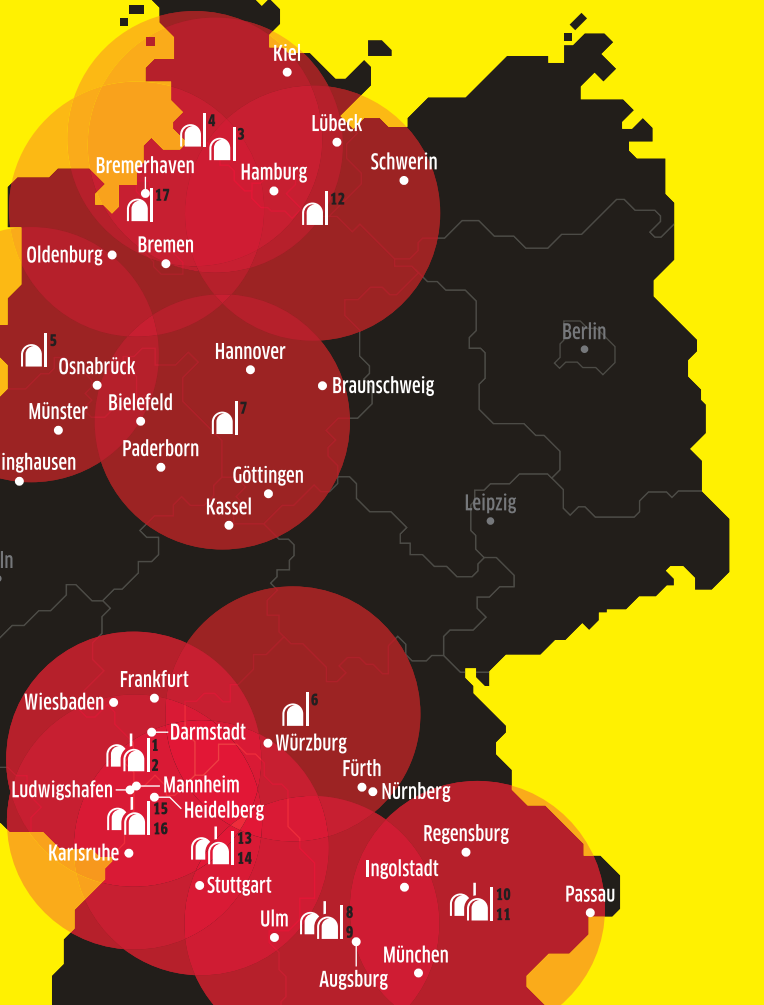 Kiel
4
3
Lübeck
Bremerhaven
Hamburg
Schwerin
17
12
Bremen
Oldenburg
Berlin
5
Hannover
Osnabrück
Braunschweig
Bielefeld
Münster
7
Paderborn
inghausen
Göttingen
Kassel
Leipzig
ln
Frankfurt
Wiesbaden
6
Darmstadt
1
2
Würzburg
Fürth
Nürnberg
Ludwigshafen
Mannheim
Heidelberg
15
16
Regensburg
13
14
Karlsruhe
Ingolstadt
Stuttgart
10
11
Passau
Ulm
8
9
München
Augsburg